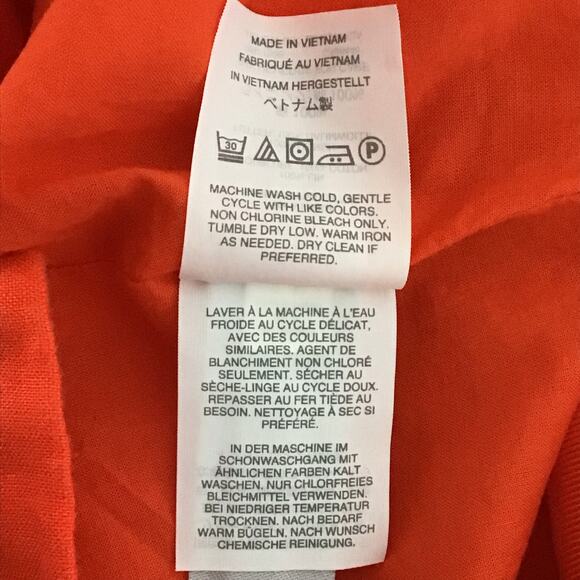 MADE IN VIETNAM
FABRIQUÉ AU VIETNAM
IN VIETNAM HERGESTELLT
ベトナム製
30 P
MACHINE WASH COLD, GENTLE
CYCLE WITH LIKE COLORS.
NON CHLORINE BLEACH ONLY.
TUMBLE DRY LOW. WARM IRON
AS NEEDED. DRY CLEAN IF
PREFERRED.
LAVER À LA MACHINE À L'EAU
FROIDE AU CYCLE DÉLICAT,
AVEC DES COULEURS
SIMILAIRES. AGENT DE
BLANCHIMENT NON CHLORÉ
SEULEMENT. SÉCHER AU
SÈCHE-LINGE AU CYCLE DOUX.
REPASSER AU FER TIÈDE AU
BESOIN. NETTOYAGE À SEC SI
PRÉFÉRÉ.
IN DER MASCHINE IM
SCHONWASCHGANG MIT
ÄHNLICHEN FARBEN KALT
WASCHEN. NUR CHLORFREIES
BLEICHMITTEL VERWENDEN.
BEI NIEDRIGER TEMPERATUR
TROCKNEN. NACH BEDARF
WARM BÜGELN. NACH WUNSCH
CHEMISCHE REINIGUNG.